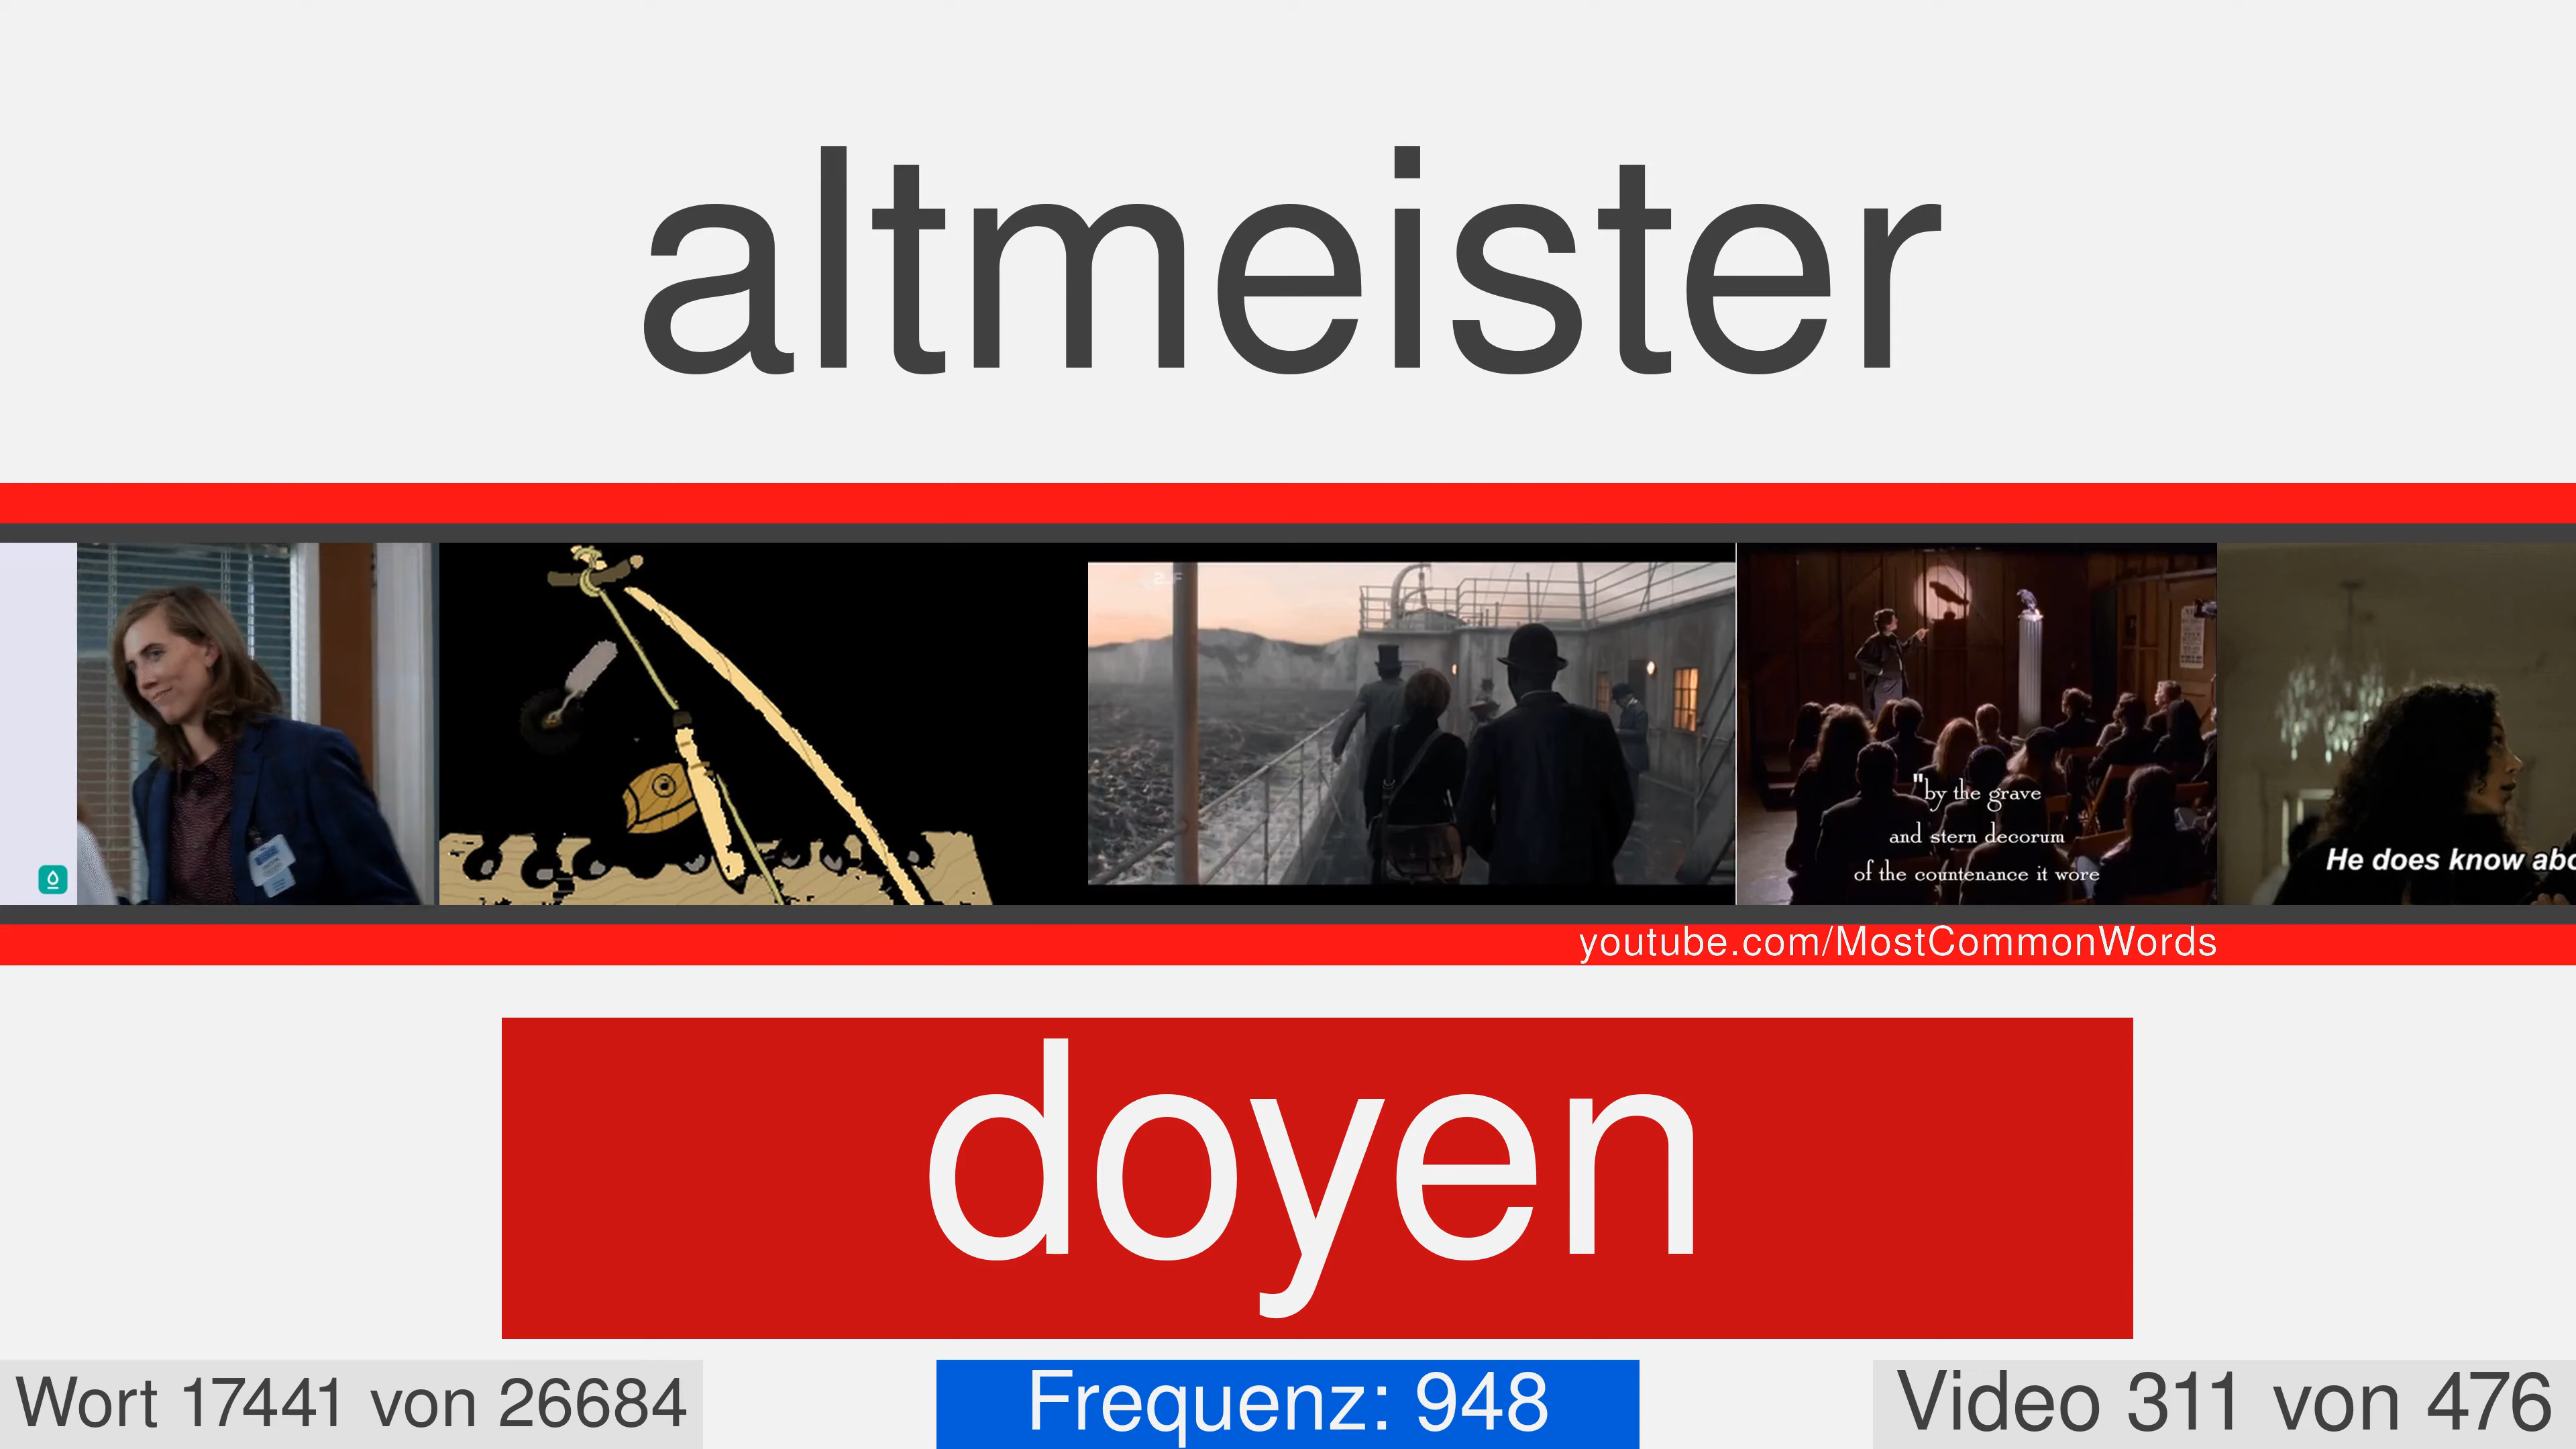 altmeister
"by the grave
and stern decorum
of the countenance it wore
He does know abo
youtube.com/MostCommonWords
doyen
Wort 17441 von 26684
Frequenz: 948
Video 311 von 476